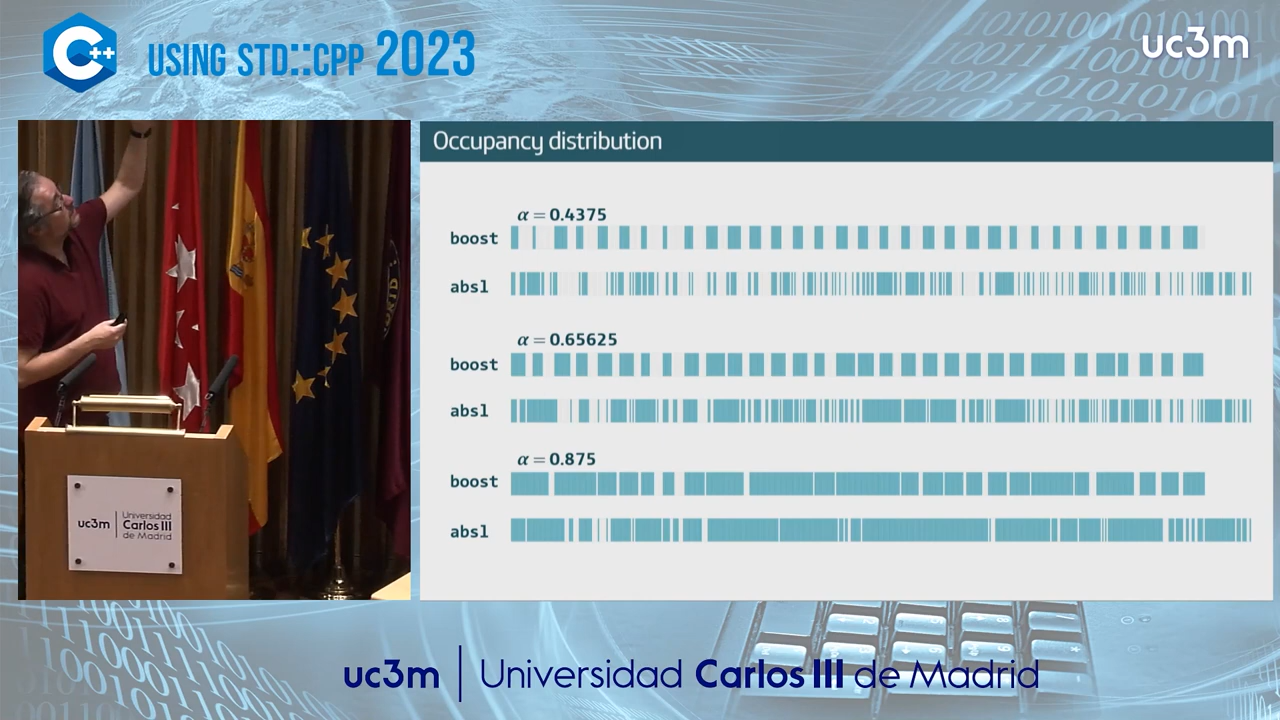 C++ USING STD::CPP 2023
uc3m
Occupancy distribution
α = 0.4375
boost
absl
α = 0.65625
boost
absl
α = 0.875
boost
absl
uc3m | Universidad
Carlos III
de Madrid
uc3m | Universidad Carlos III de Madrid